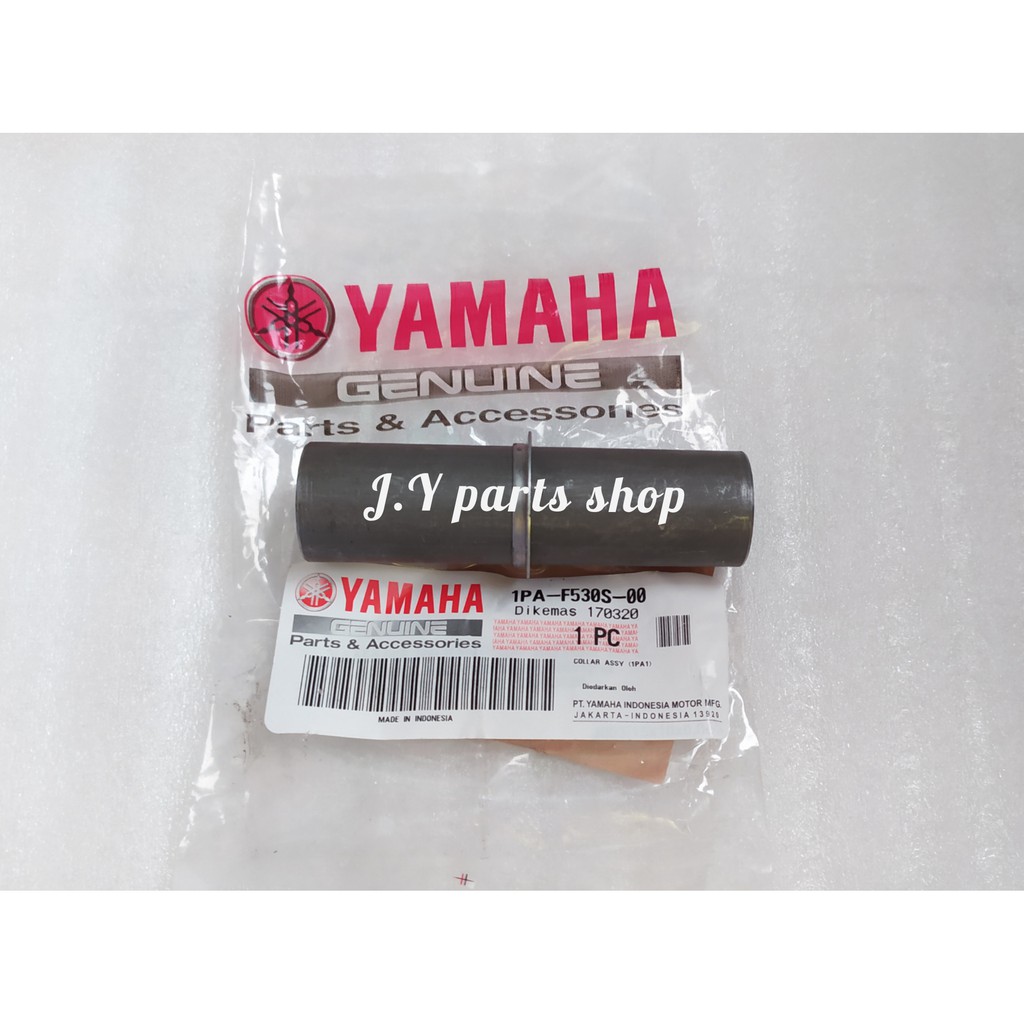 YAMAHA
GENUINE
Parts & Accessories
J.Y parts shop
YAMAHA
GENUINE
Parts & Accessories
1PA-F530S-00
Dikemas 170320
1 PC
COLLAR ASSY (1PA1)
Diedarkan Oleh
PT. YAMAHA INDONESIA MOTOR MFG.
JAKARTA-INDONESIA 13920
MADE IN INDONESIA